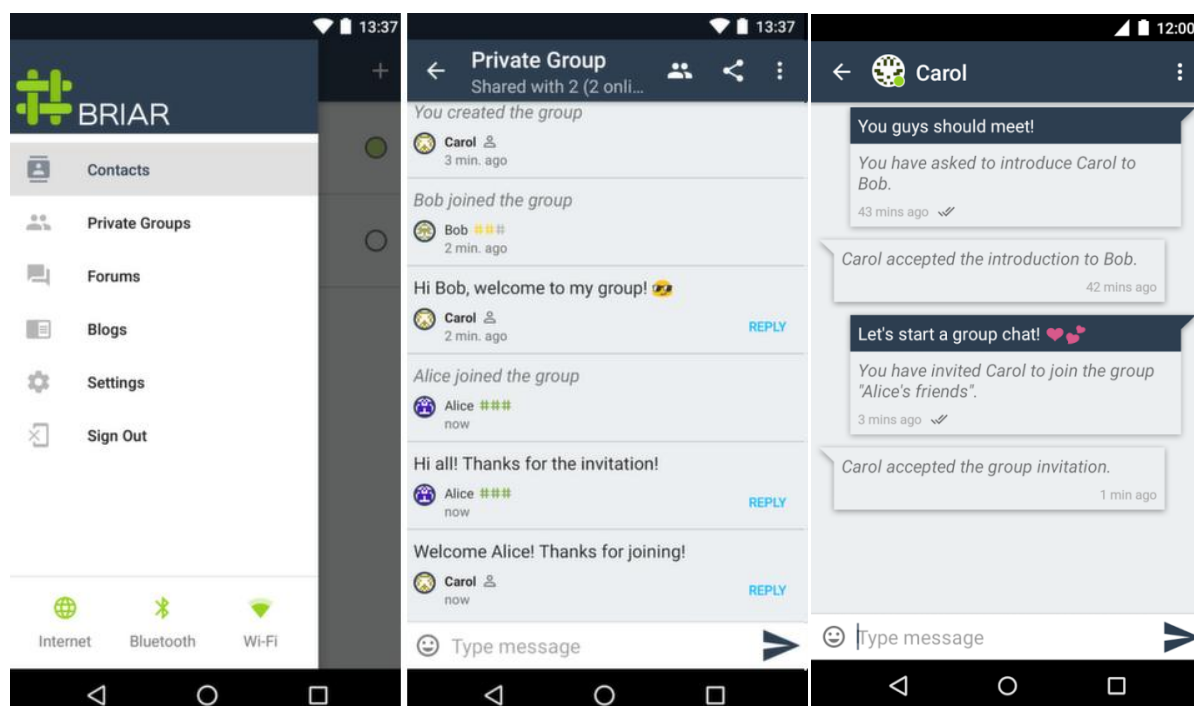 13:37
BRIAR
Contacts
Private Groups
Forums
Blogs
Settings
Sign Out
Internet Bluetooth Wi-Fi
13:37
Private Group
Shared with 2 (2 onli...
You created the group
Carol
3 min. ago
Bob joined the group
Bob ###
2 min. ago
Hi Bob, welcome to my group! 😎
Carol
2 min. ago
REPLY
Alice joined the group
Alice ###
now
Hi all! Thanks for the invitation!
Alice ###
now
REPLY
Welcome Alice! Thanks for joining!
Carol
now
REPLY
Type message
12:00
Carol
You guys should meet!
You have asked to introduce Carol to
Bob.
43 mins ago
Carol accepted the introduction to Bob.
42 mins ago
Let's start a group chat! ❤️💕
You have invited Carol to join the group
"Alice's friends".
3 mins ago
Carol accepted the group invitation.
1 min ago
Type message